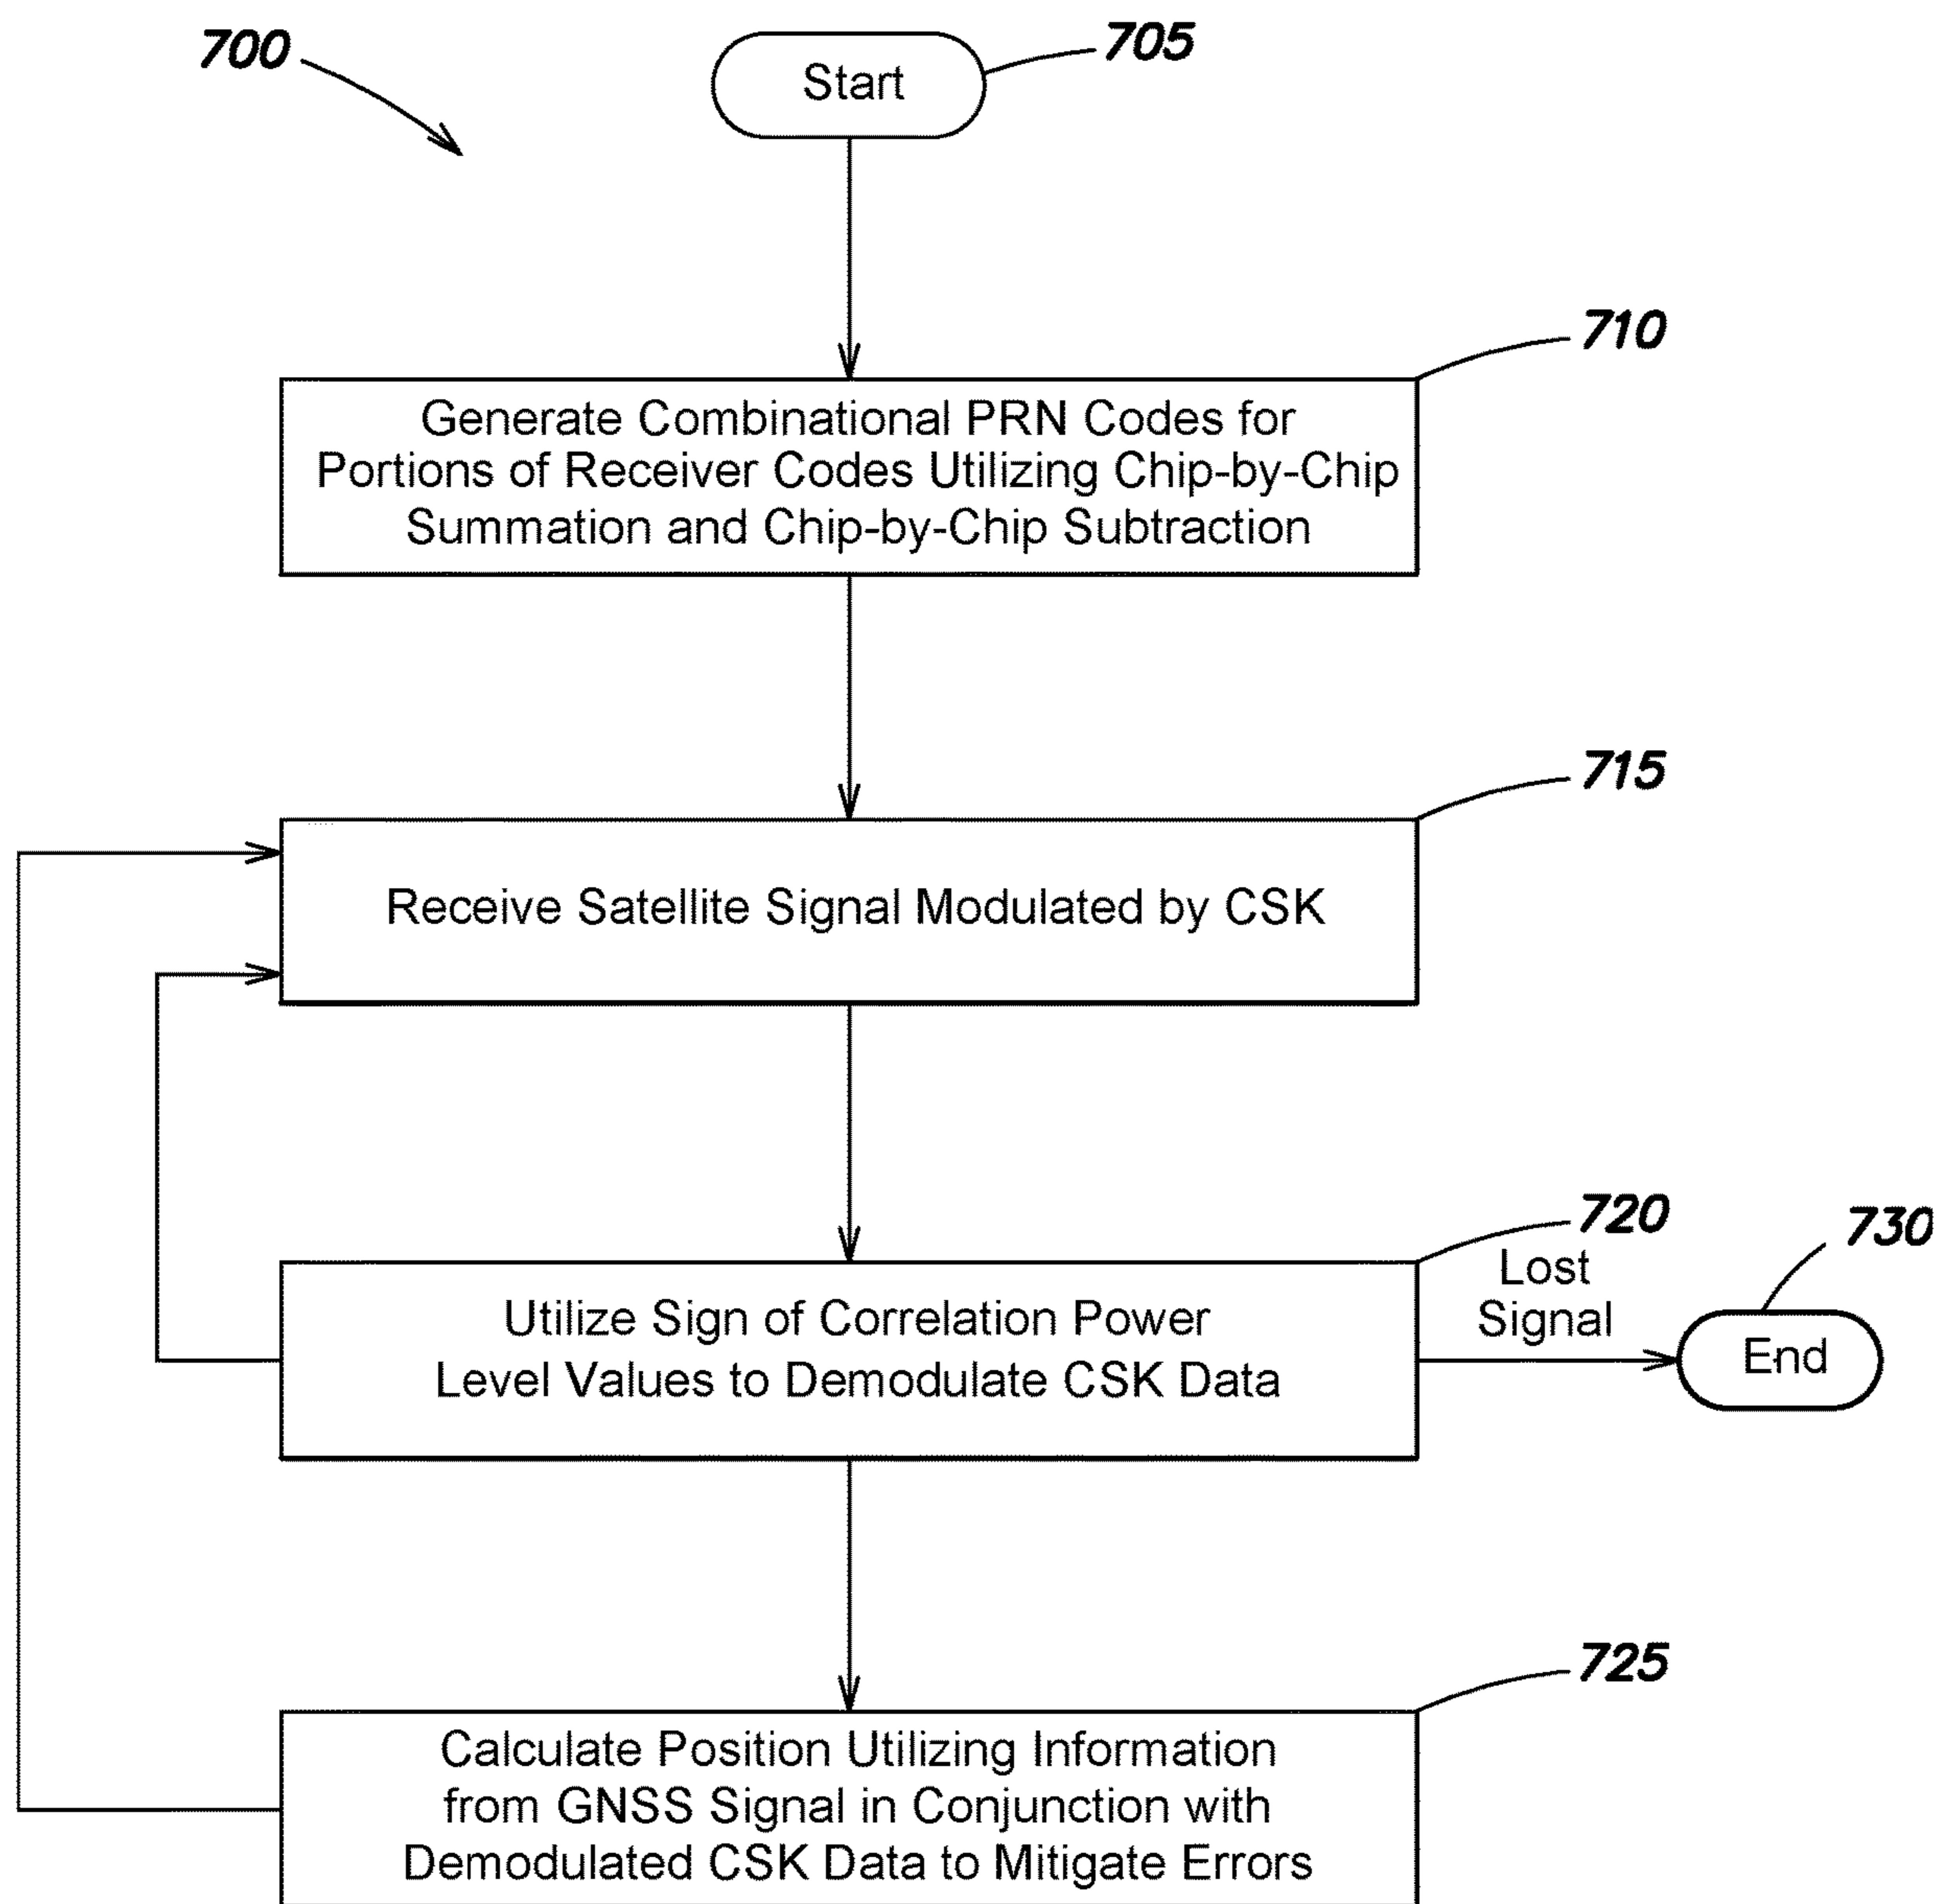 700
Start
705
710
Generate Combinational PRN Codes for
Portions of Receiver Codes Utilizing Chip-by-Chip
Summation and Chip-by-Chip Subtraction
715
Receive Satellite Signal Modulated by CSK
720
730
Lost
Signal
Utilize Sign of Correlation Power
Level Values to Demodulate CSK Data
End
725
Calculate Position Utilizing Information
from GNSS Signal in Conjunction with
Demodulated CSK Data to Mitigate Errors